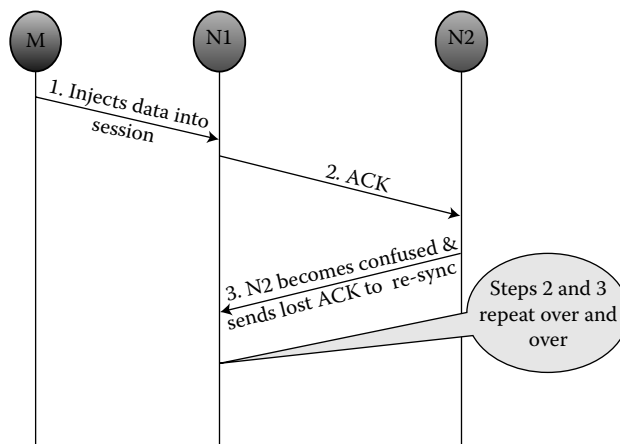 M
N1
N2
1. Injects data into
session
2. ACK
3. N2 becomes confused &
sends lost ACK to re-sync
Steps 2 and 3
repeat over and
over